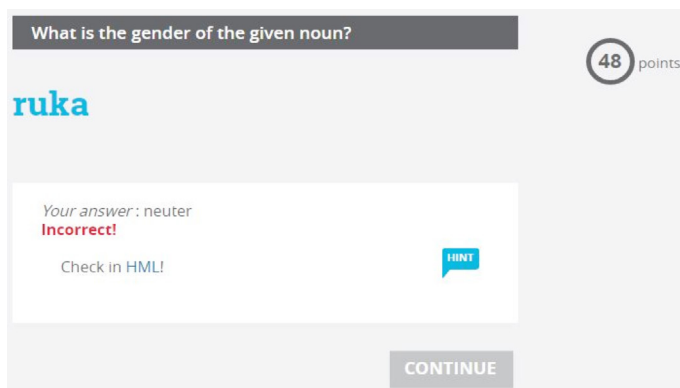 What is the gender of the given noun?
48 points
ruka
Your answer : neuter
Incorrect!
Check in HML!
HINT
CONTINUE